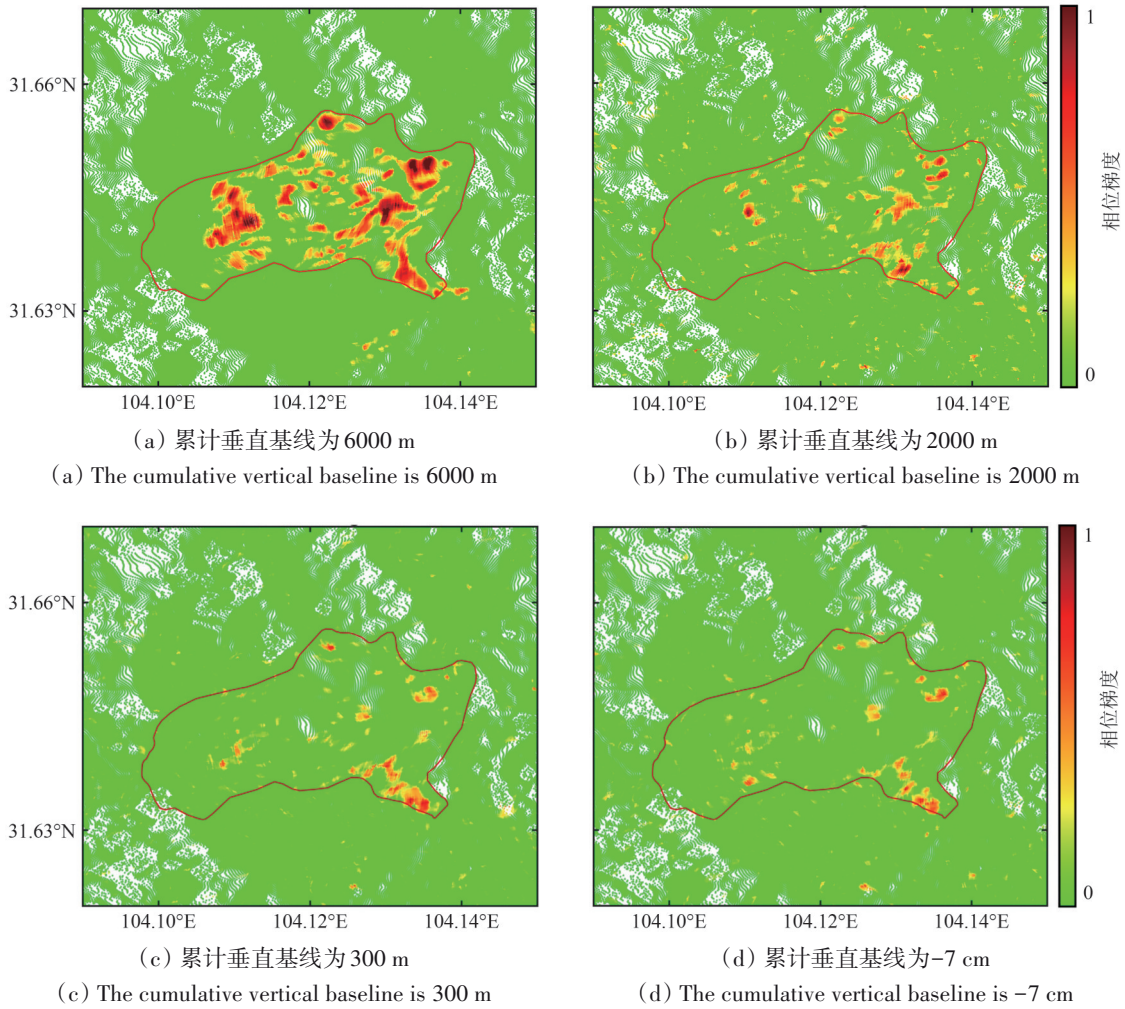 1
31.66°N
相位梯度
31.63°N
0
104.10°E 104.12°E 104.14°E
104.10°E 104.12°E 104.14°E
(a) 累计垂直基线为6000 m
(b) 累计垂直基线为2000 m
(a) The cumulative vertical baseline is 6000 m
(b) The cumulative vertical baseline is 2000 m
1
31.66°N
相位梯度
31.63°N
0
104.10°E 104.12°E 104.14°E
104.10°E 104.12°E 104.14°E
(c) 累计垂直基线为300 m
(d) 累计垂直基线为-7 cm
(c) The cumulative vertical baseline is 300 m
(d) The cumulative vertical baseline is -7 cm